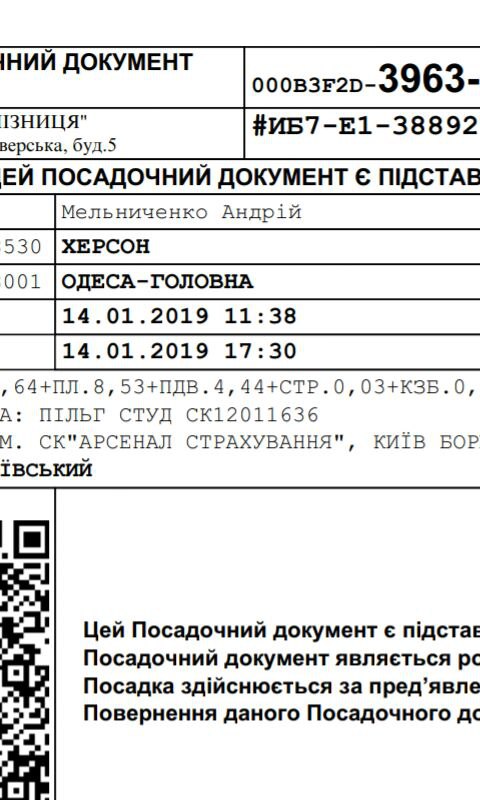 НИЙ ДОКУМЕНТ
000B3F2D-3963-
ІЗНИЦЯ"
верська, буд.5
#ИБ7-Е1-38892
ЦЕЙ ПОСАДОЧНИЙ ДОКУМЕНТ Є ПІДСТАВ
Мельниченко Андрій
530 ХЕРСОН
001 ОДЕСА-ГОЛОВНА
14.01.2019 11:38
14.01.2019 17:30
,64+ПЛ.8,53+ПДВ.4,44+СТР.0,03+КЗБ.0,
А: ПІЛЬГ СТУД СК12011636
М. СК"АРСЕНАЛ СТРАХУВАННЯ", КИЇВ БОР
ЇВСЬКИЙ
Цей Посадочний документ є підстав
Посадочний документ являється ро
Посадка здійснюється за пред’явле
Повернення даного Посадочного до